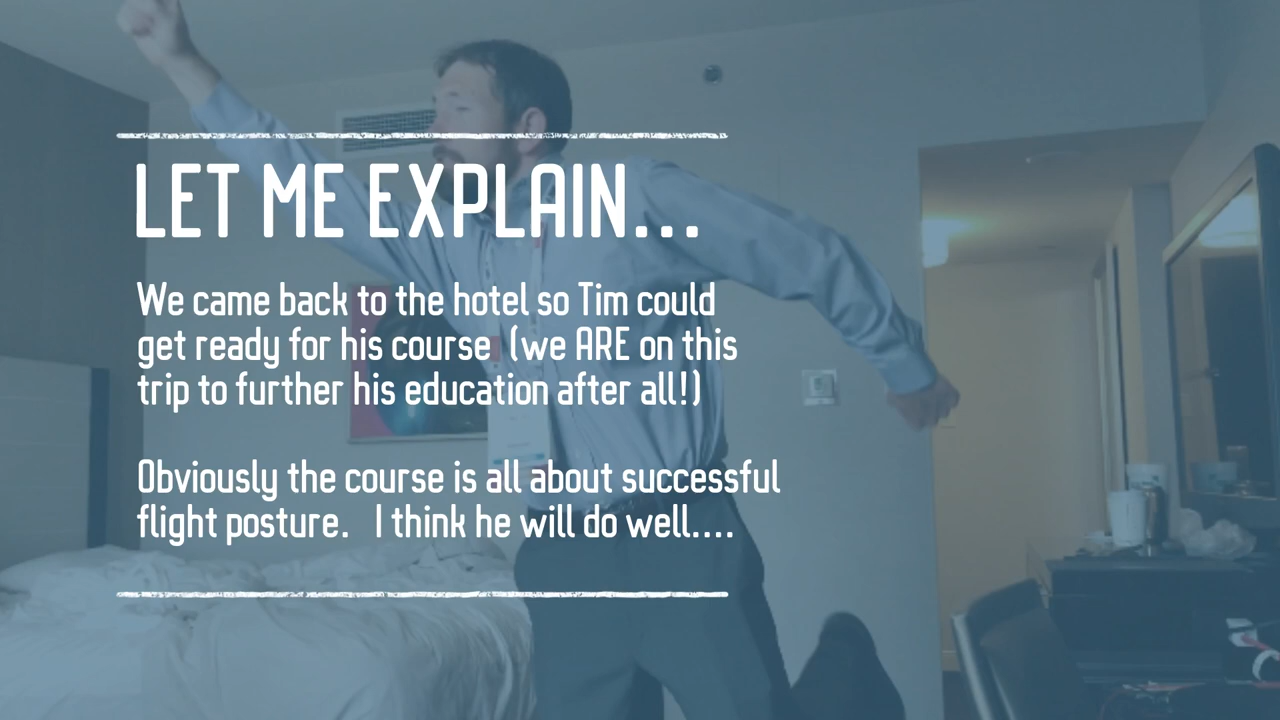 LET ME EXPLAIN...
We came back to the hotel so Tim could
get ready for his course (we ARE on this
trip to further his education after all!)
Obviously the course is all about successful
flight posture. I think he will do well....